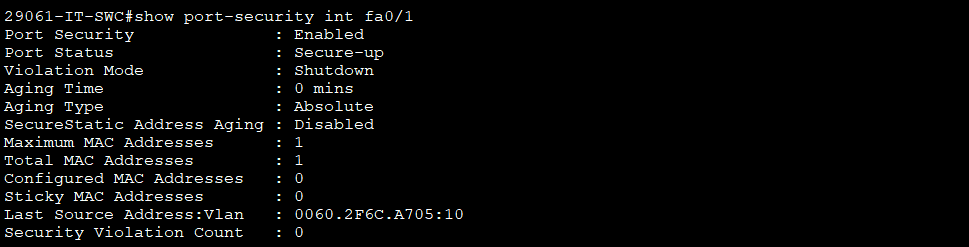 29061-IT-SWC#show port-security int fa0/1
Port Security              : Enabled
Port Status                : Secure-up
Violation Mode             : Shutdown
Aging Time                 : 0 mins
Aging Type                 : Absolute
SecureStatic Address Aging : Disabled
Maximum MAC Addresses      : 1
Total MAC Addresses        : 1
Configured MAC Addresses   : 0
Sticky MAC Addresses       : 0
Last Source Address:Vlan   : 0060.2F6C.A705:10
Security Violation Count   : 0